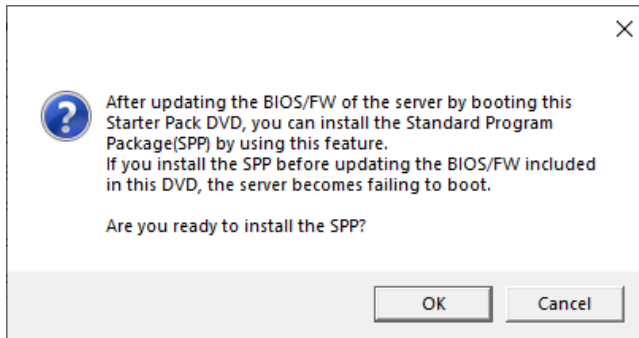 After updating the BIOS/FW of the server by booting this
Starter Pack DVD, you can install the Standard Program
Package(SPP) by using this feature.
If you install the SPP before updating the BIOS/FW included
in this DVD, the server becomes failing to boot.
Are you ready to install the SPP?
OK
Cancel